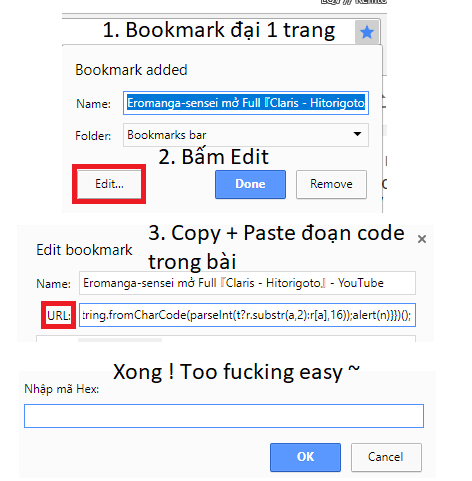 1. Bookmark đại 1 trang
Bookmark added
Name: Eromanga-sensei mở Full『Claris - Hitorigoto
Folder: Bookmarks bar
2. Bấm Edit
Edit... Done Remove
3. Copy + Paste đoạn code
trong bài
Edit bookmark
Name: Eromanga-sensei mở Full『Claris - Hitorigoto』 - YouTube
URL: :ring.fromCharCode(parseInt(t?r.substr(a,2):r[a],16));alert(n)}})();
Xong ! Too fucking easy ~
Nhập mã Hex:
OK Cancel